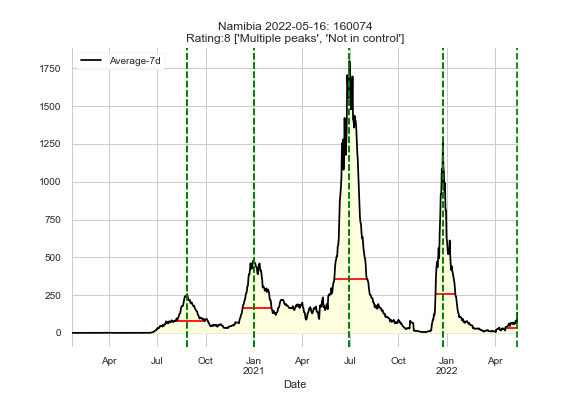 Namibia 2022-05-16: 160074
Rating:8 ['Multiple peaks', 'Not in control']
Average-7d
1750
1500
1250
1000
750
500
250
0
Apr Jul Oct Jan Apr Jul Oct Jan Apr
2021 2022
Date